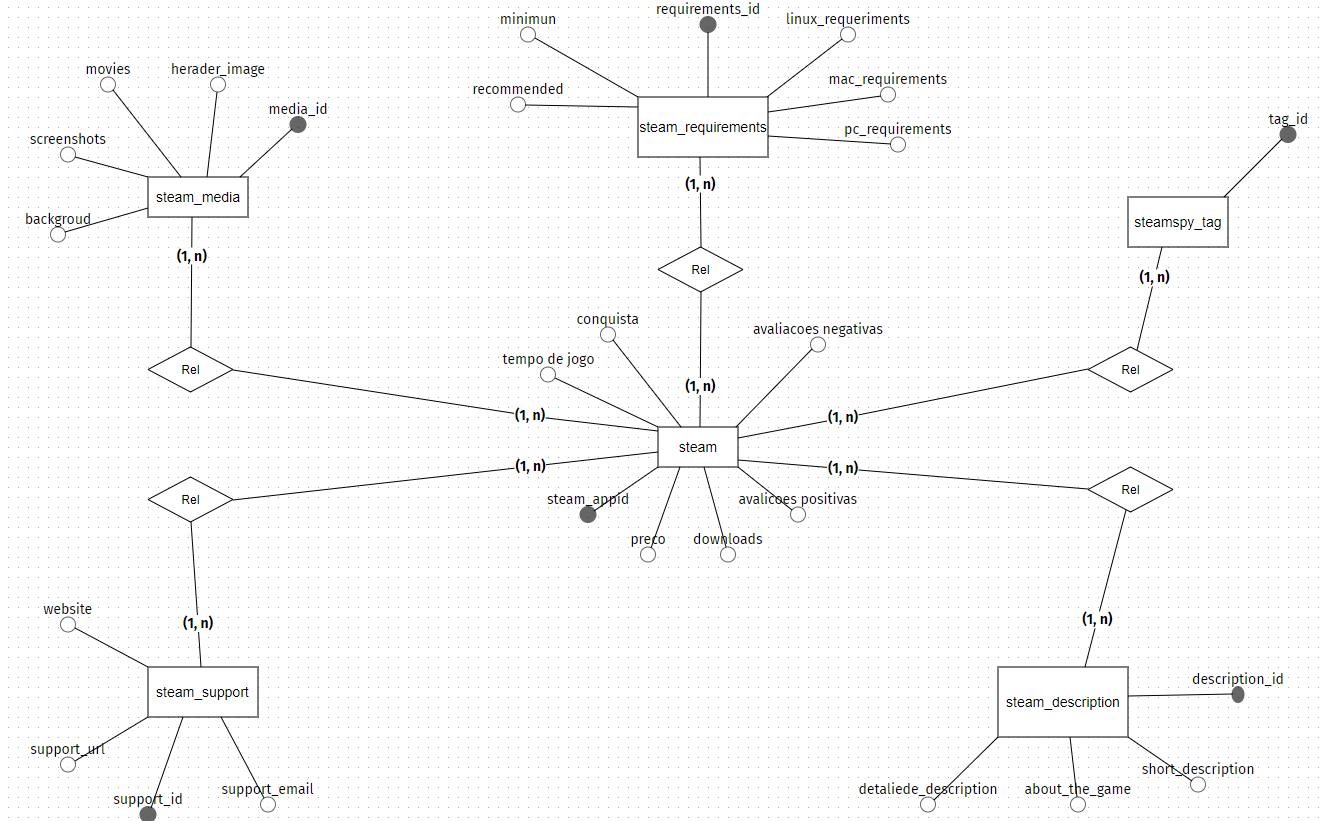 requirements_id
minimun
linux_requeriments
movies
herader_image
mac_requirements
recommended
media_id
tag_id
steam_requirements
pc_requirements
screenshots
(1, n)
steam_media
backgroud
steamspy_tag
(1, n)
Rel
(1, n)
conquista
avaliacoes negativas
tempo de jogo
Rel
(1, n)
Rel
(1, n)
(1, n)
steam
(1, n)
(1, n)
Rel
steam_appid
avalicoes positivas
Rel
preco
downloads
website
(1, n)
(1, n)
steam_support
description_id
steam_description
support_url
short_description
support_id
support_email
detaliede_description
about_the_game